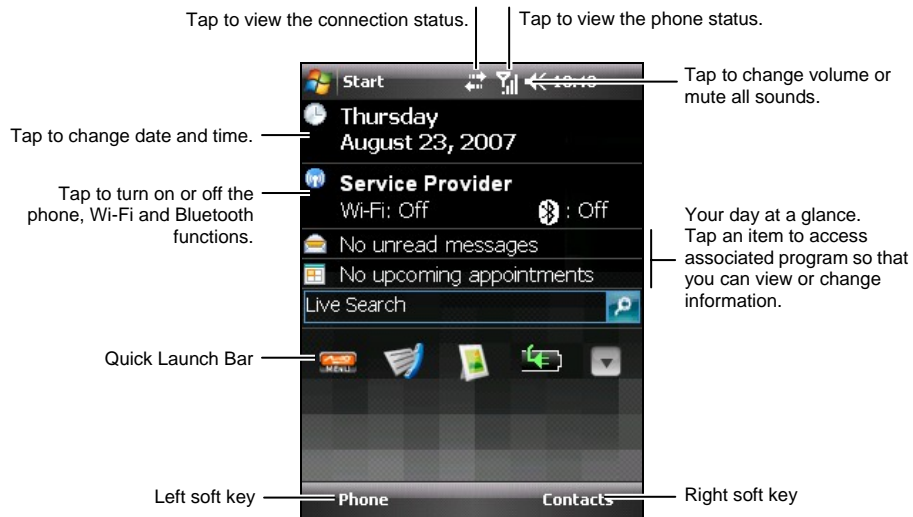 Tap to view the connection status.
Tap to view the phone status.
Start
Tap to change volume or
mute all sounds.
Tap to change date and time.
Thursday
August 23, 2007
Tap to turn on or off the
phone, Wi-Fi and Bluetooth
functions.
Service Provider
Wi-Fi: Off
: Off
No unread messages
No upcoming appointments
Your day at a glance.
Tap an item to access
associated program so that
you can view or change
information.
Live Search
Quick Launch Bar
MENU
Left soft key
Phone
Contacts
Right soft key